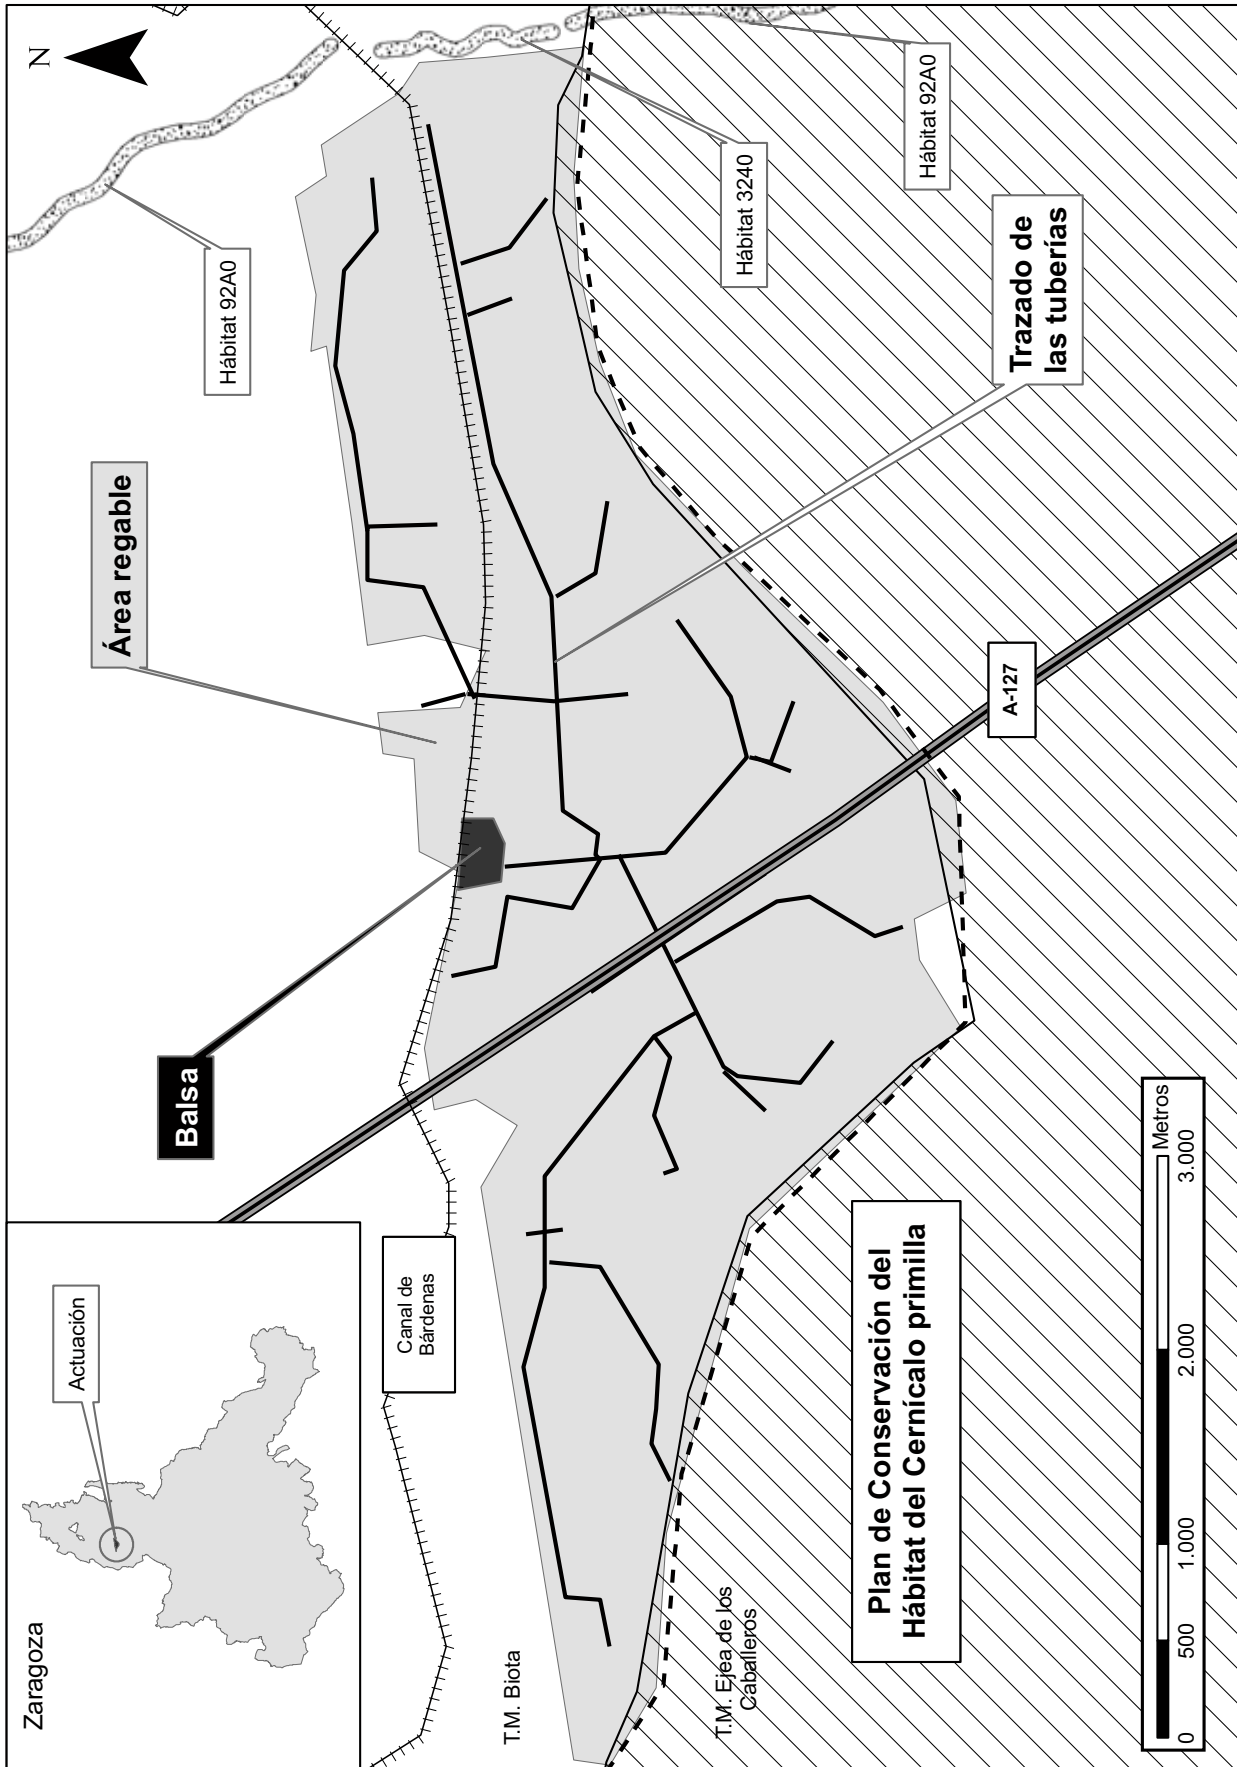 Zaragoza
Actuación
Canal de
Bárdenas
Balsa
Área regable
Hábitat 92A0
N
T.M. Biota
T.M. Ejea de los
Caballeros
Plan de Conservación del
Hábitat del Cernícalo primilla
A-127
Trazado de
las tuberías
Hábitat 3240
Hábitat 92A0
0 500 1.000 2.000 3.000
Metros